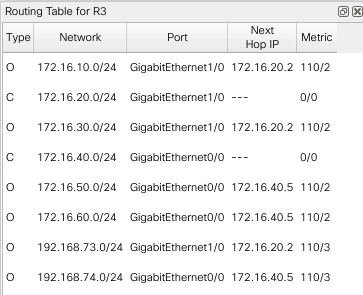 Routing Table for R3
Type Network Port Next Hop IP Metric
O 172.16.10.0/24 GigabitEthernet1/0 172.16.20.2 110/2
C 172.16.20.0/24 GigabitEthernet1/0 --- 0/0
O 172.16.30.0/24 GigabitEthernet1/0 172.16.20.2 110/2
C 172.16.40.0/24 GigabitEthernet0/0 --- 0/0
O 172.16.50.0/24 GigabitEthernet0/0 172.16.40.5 110/2
O 172.16.60.0/24 GigabitEthernet0/0 172.16.40.5 110/2
O 192.168.73.0/24 GigabitEthernet1/0 172.16.20.2 110/3
O 192.168.74.0/24 GigabitEthernet0/0 172.16.40.5 110/3